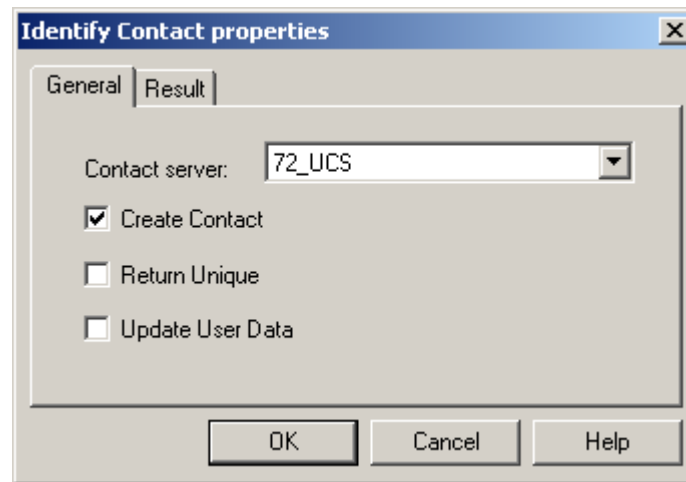 Identify Contact properties
General Result
Contact server: 72_UCS
Create Contact
Return Unique
Update User Data
OK Cancel Help